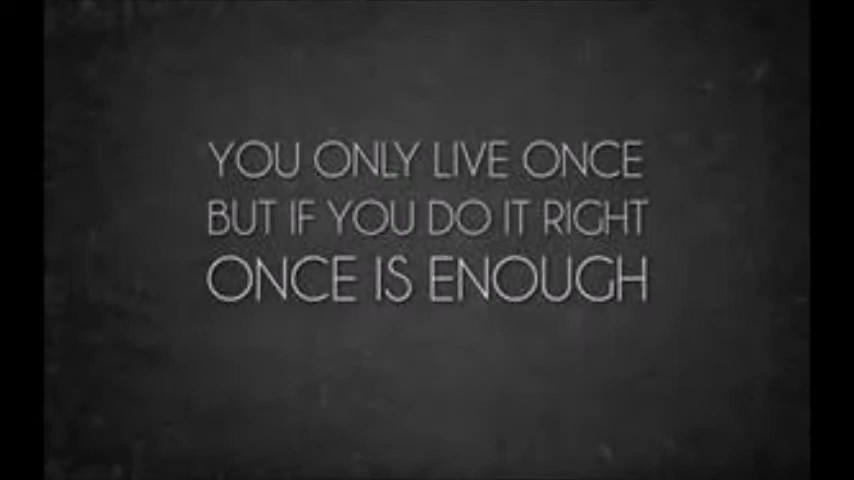 YOU ONLY LIVE ONCE
BUT IF YOU DO IT RIGHT
ONCE IS ENOUGH